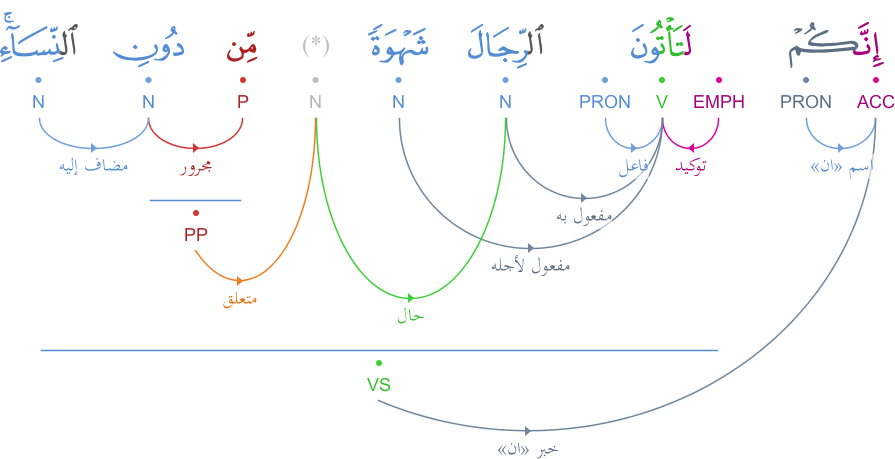 إِنَّكُمْ لَتَأْتُونَ ٱلرِّجَالَ شَهْوَةً (*) مِّن دُونِ ٱلنِّسَآءِ ۚ
ACC PRON EMPH V PRON N N N P N N
اسم «ان» توكيد فاعل مجرور مضاف إليه
مفعول به
PP
مفعول لأجله
متعلق
حال
VS
خبر «ان»